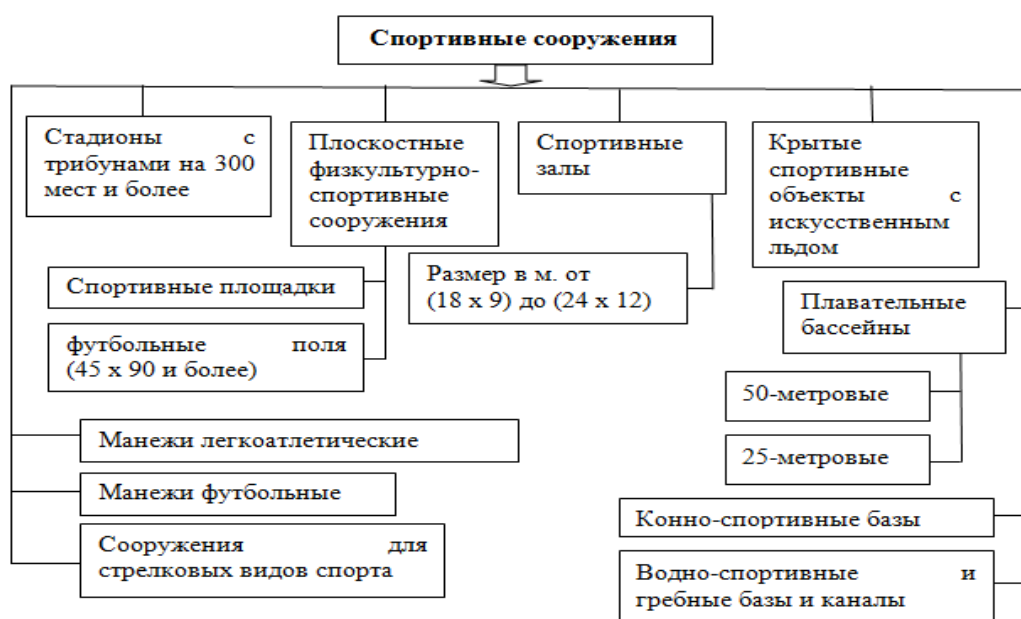 Спортивные сооружения
Стадионы с
трибунами на 300
мест и более
Плоскостные
физкультурно-
спортивные
сооружения
Спортивные
залы
Крытые
спортивные
объекты с
искусственным
льдом
Спортивные площадки
футбольные поля
(45 х 90 и более)
Размер в м. от
(18 х 9) до (24 х 12)
Плавательные
бассейны
50-метровые
25-метровые
Манежи легкоатлетические
Манежи футбольные
Сооружения для
стрелковых видов спорта
Конно-спортивные базы
Водно-спортивные и
гребные базы и каналы